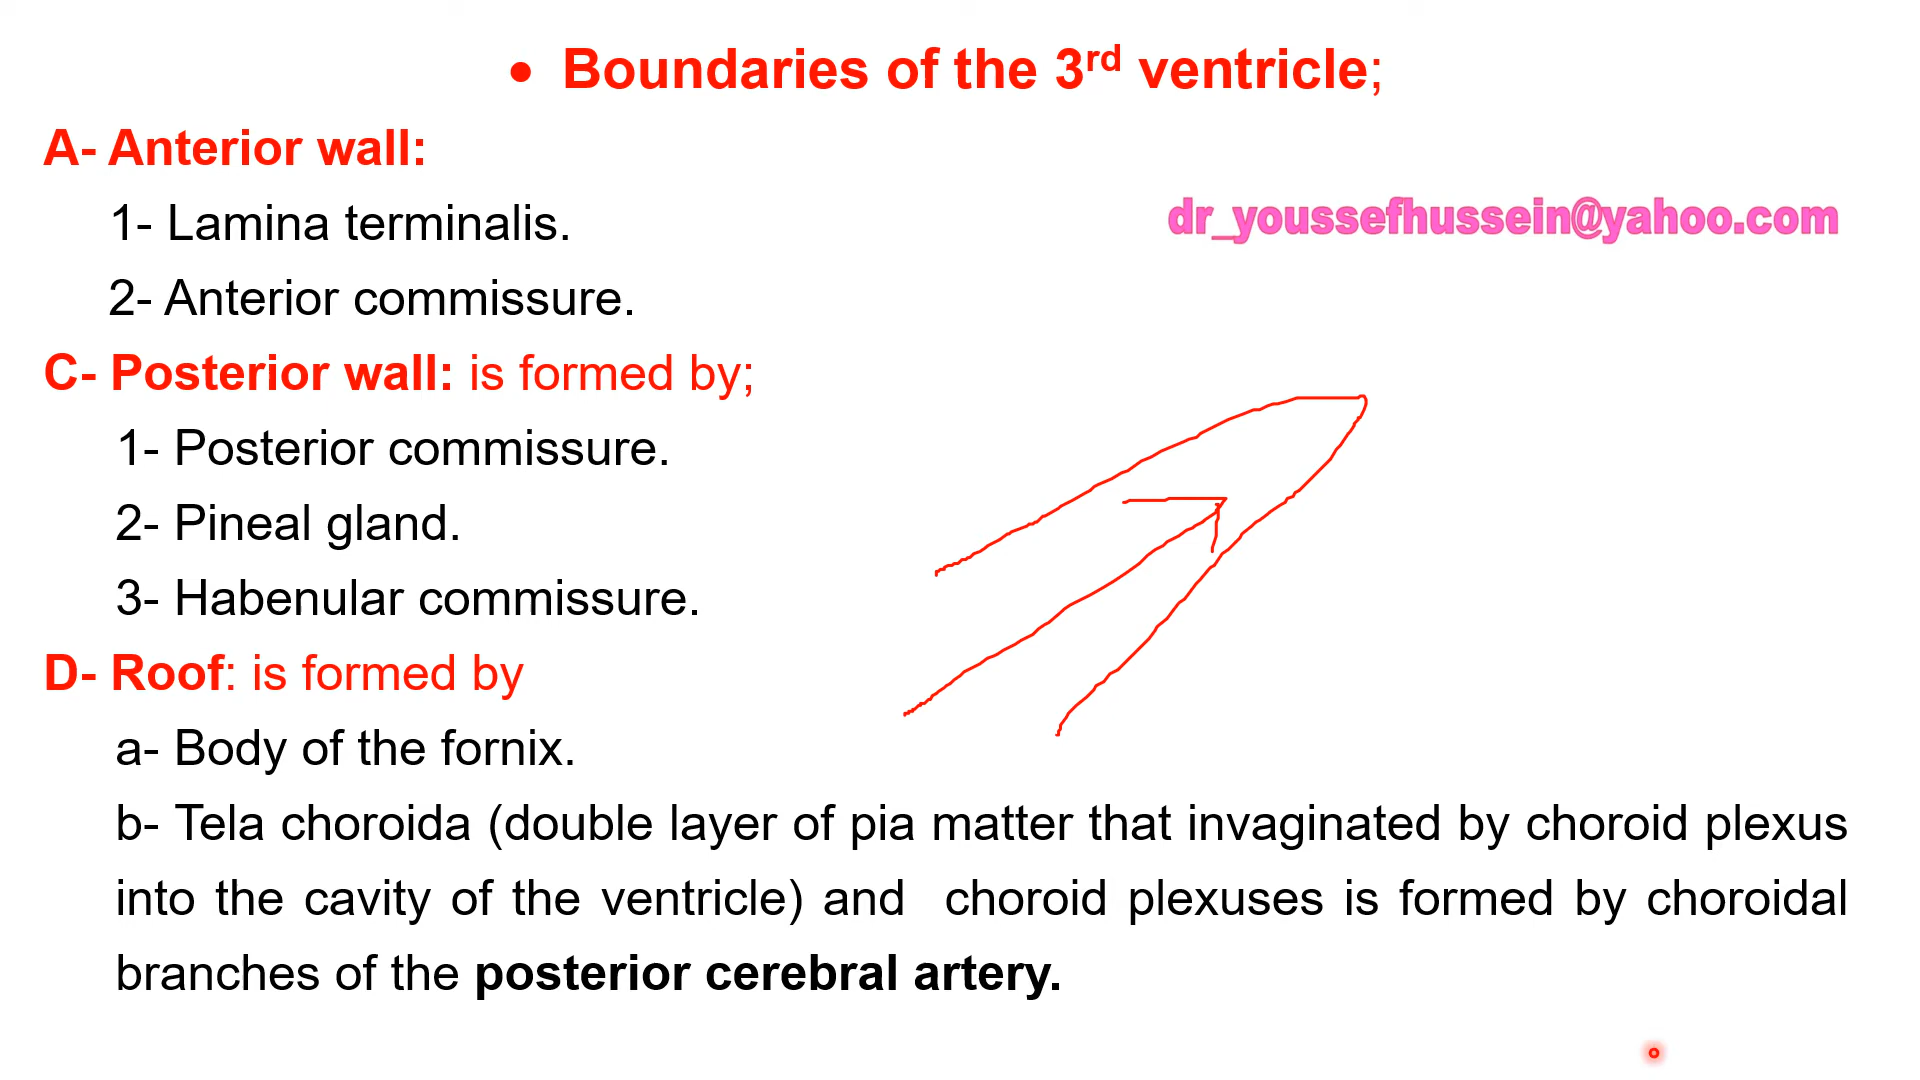 • Boundaries of the 3rd ventricle;
A- Anterior wall:
dr_youssefhussein@yahoo.com
1- Lamina terminalis.
2- Anterior commissure.
C- Posterior wall: is formed by;
1- Posterior commissure.
2- Pineal gland.
3- Habenular commissure.
D- Roof: is formed by
a- Body of the fornix.
b- Tela choroida (double layer of pia matter that invaginated by choroid plexus
into the cavity of the ventricle) and choroid plexuses is formed by choroidal
branches of the posterior cerebral artery.